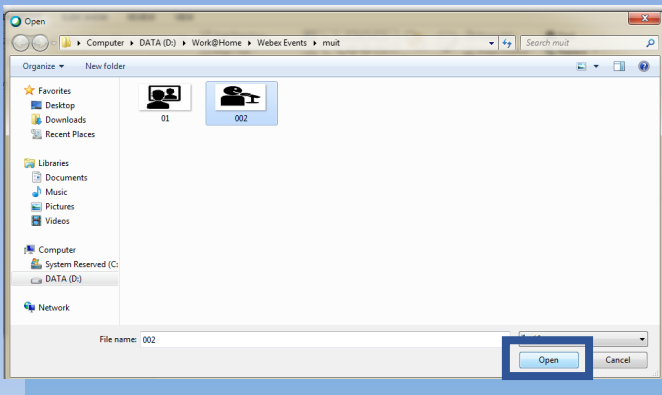 Open
Computer ▸ DATA (D:) ▸ Work@Home ▸ Webex Events ▸ muit
Search muit
Organize ▾ New folder
Favorites
Desktop
Downloads
Recent Places
Libraries
Documents
Music
Pictures
Videos
Computer
System Reserved (C:
DATA (D:)
Network
01
002
File name: 002
Open
Cancel